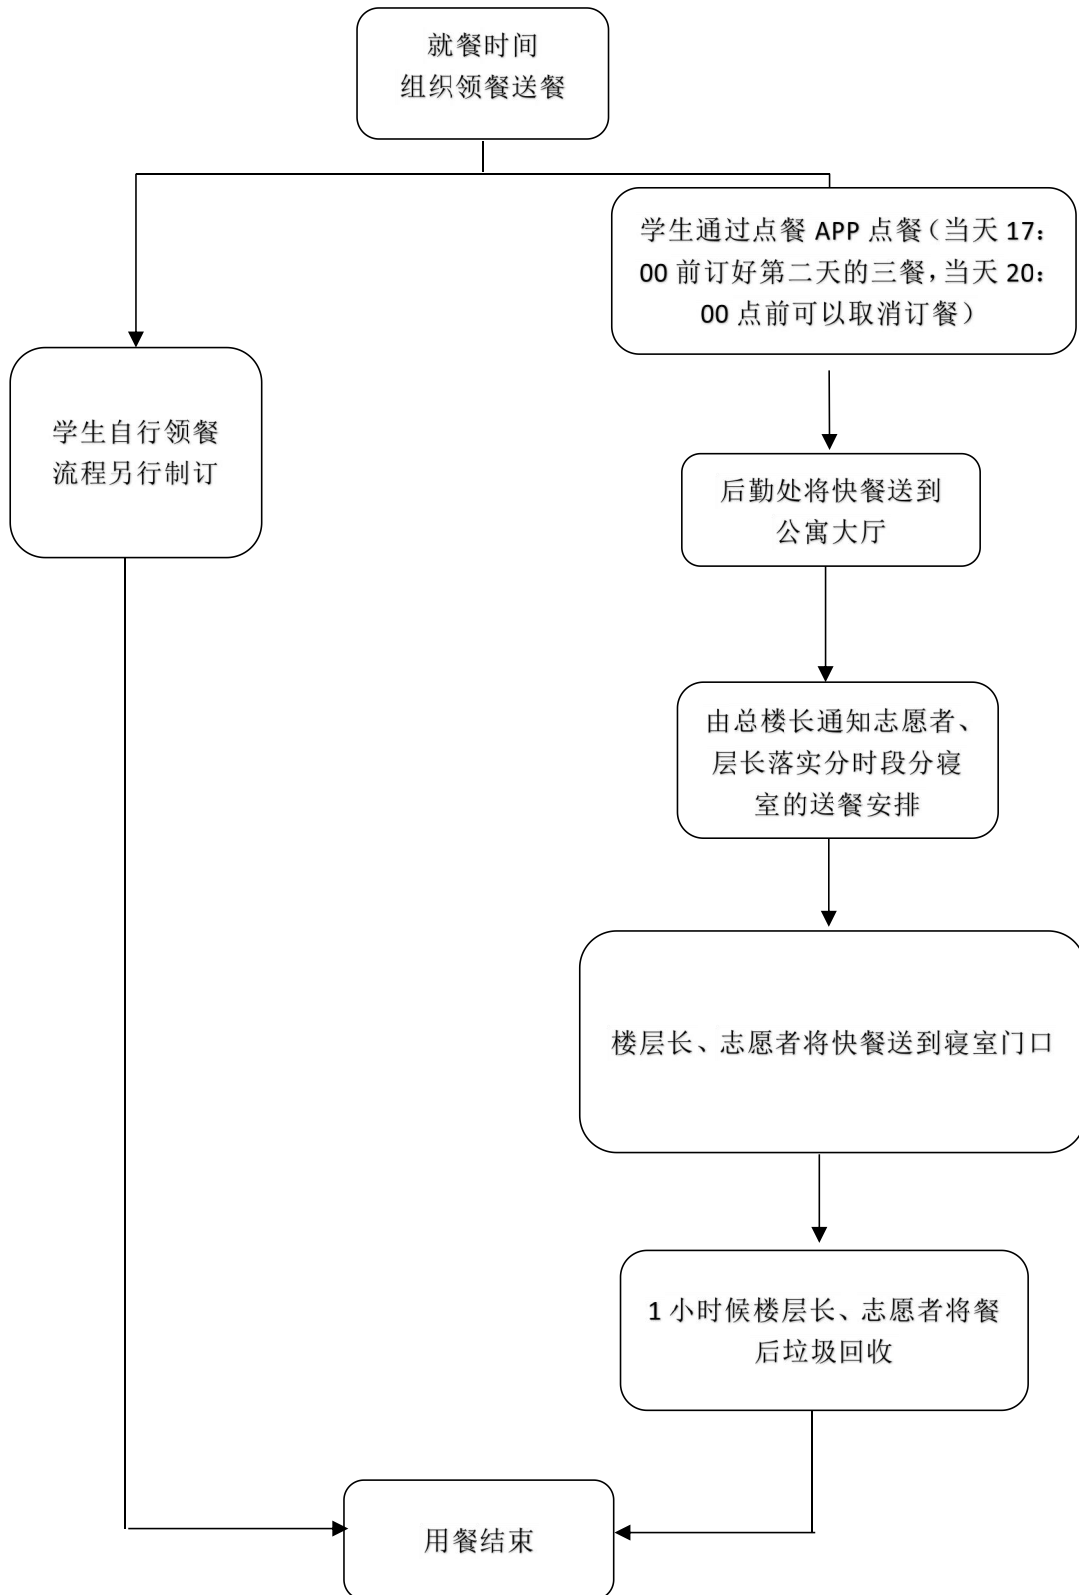 就餐时间
组织领餐送餐
学生通过点餐 APP 点餐（当天 17：
00 前订好第二天的三餐，当天 20：
00 点前可以取消订餐）
学生自行领餐
流程另行制订
后勤处将快餐送到
公寓大厅
由总楼长通知志愿者、
层长落实分时段分寝
室的送餐安排
楼层长、志愿者将快餐送到寝室门口
1 小时候楼层长、志愿者将餐
后垃圾回收
用餐结束